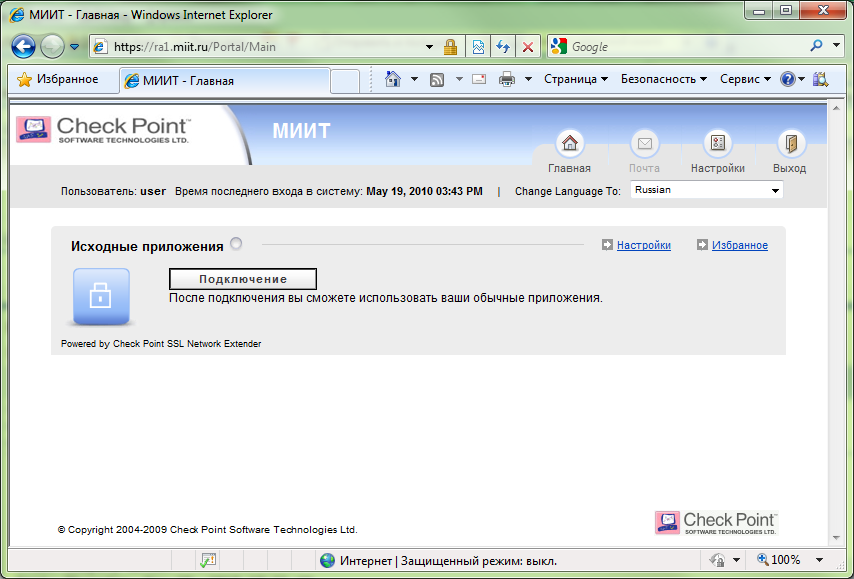 МИИТ - Главная - Windows Internet Explorer
https://ra1.miit.ru/Portal/Main
Google
Избранное
МИИТ - Главная
Страница
Безопасность
Сервис
Check Point™
SOFTWARE TECHNOLOGIES LTD.
МИИТ
Главная
Почта
Настройки
Выход
Пользователь: user Время последнего входа в систему: May 19, 2010 03:43 PM | Change Language To: Russian
Исходные приложения
Настройки
Избранное
Подключение
После подключения вы сможете использовать ваши обычные приложения.
Powered by Check Point SSL Network Extender
© Copyright 2004-2009 Check Point Software Technologies Ltd.
Check Point™
SOFTWARE TECHNOLOGIES LTD.
Интернет | Защищенный режим: выкл.
100%